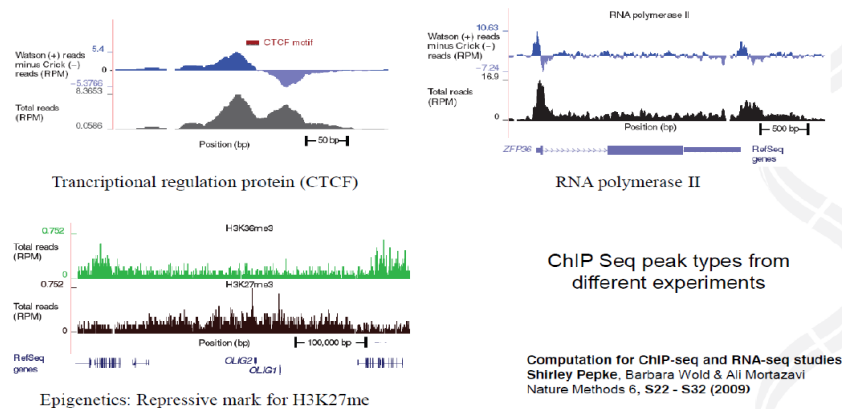 CTCF motif
Watson (+) reads
minus Crick (−)
reads (RPM)
5.4
0
−5.3766
8.3653
Total reads
(RPM)
0.0586
Position (bp)
50 bp
Trancriptional regulation protein (CTCF)
RNA polymerase II
Watson (+) reads
minus Crick (−)
reads (RPM)
10.63
−7.24
16.9
Total reads
(RPM)
0
Position (bp)
500 bp
ZFP36
RefSeq
genes
RNA polymerase II
H3K36me3
0.752
Total reads
(RPM)
0
H3K27me3
0.752
Total reads
(RPM)
0
Position (bp)
100,000 bp
RefSeq
genes
OLIG2
OLIG1
Epigenetics: Repressive mark for H3K27me
ChIP Seq peak types from
different experiments
Computation for ChIP-seq and RNA-seq studies
Shirley Pepke, Barbara Wold & Ali Mortazavi
Nature Methods 6, S22 - S32 (2009)